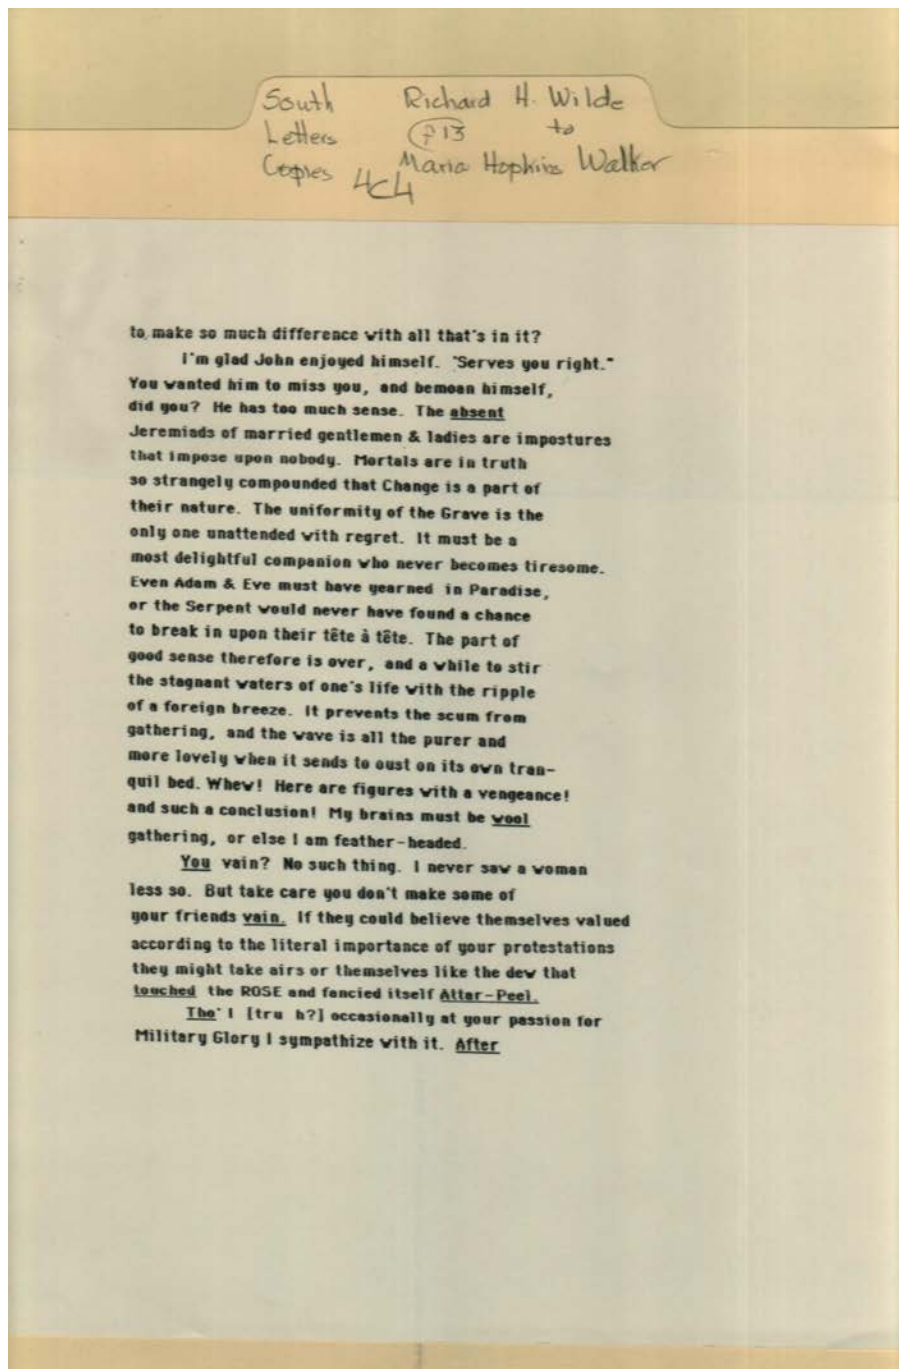 South Richard H. Wilde
Letters p 13 to
Copies 4C4 Maria Hopkins Walker
to make so much difference with all that's in it?
I'm glad John enjoyed himself. "Serves you right."
You wanted him to miss you, and bemoan himself,
did you? He has too much sense. The absent
Jeremiads of married gentlemen & ladies are impostures
that impose upon nobody. Mortals are in truth
so strangely compounded that Change is a part of
their nature. The uniformity of the Grave is the
only one unattended with regret. It must be a
most delightful companion who never becomes tiresome.
Even Adam & Eve must have yearned in Paradise,
or the Serpent would never have found a chance
to break in upon their tête à tête. The part of
good sense therefore is over, and a while to stir
the stagnant waters of one's life with the ripple
of a foreign breeze. It prevents the scum from
gathering, and the wave is all the purer and
more lovely when it sends to oust on its own tran-
quil bed. Whew! Here are figures with a vengeance!
and such a conclusion! My brains must be wool
gathering, or else I am feather-headed.
You vain? No such thing. I never saw a woman
less so. But take care you don't make some of
your friends vain. If they could believe themselves valued
according to the literal importance of your protestations
they might take airs or themselves like the dew that
touched the ROSE and fancied itself Attar-Peel.
Tho' I [tru h?] occasionally at your passion for
Military Glory I sympathize with it. After